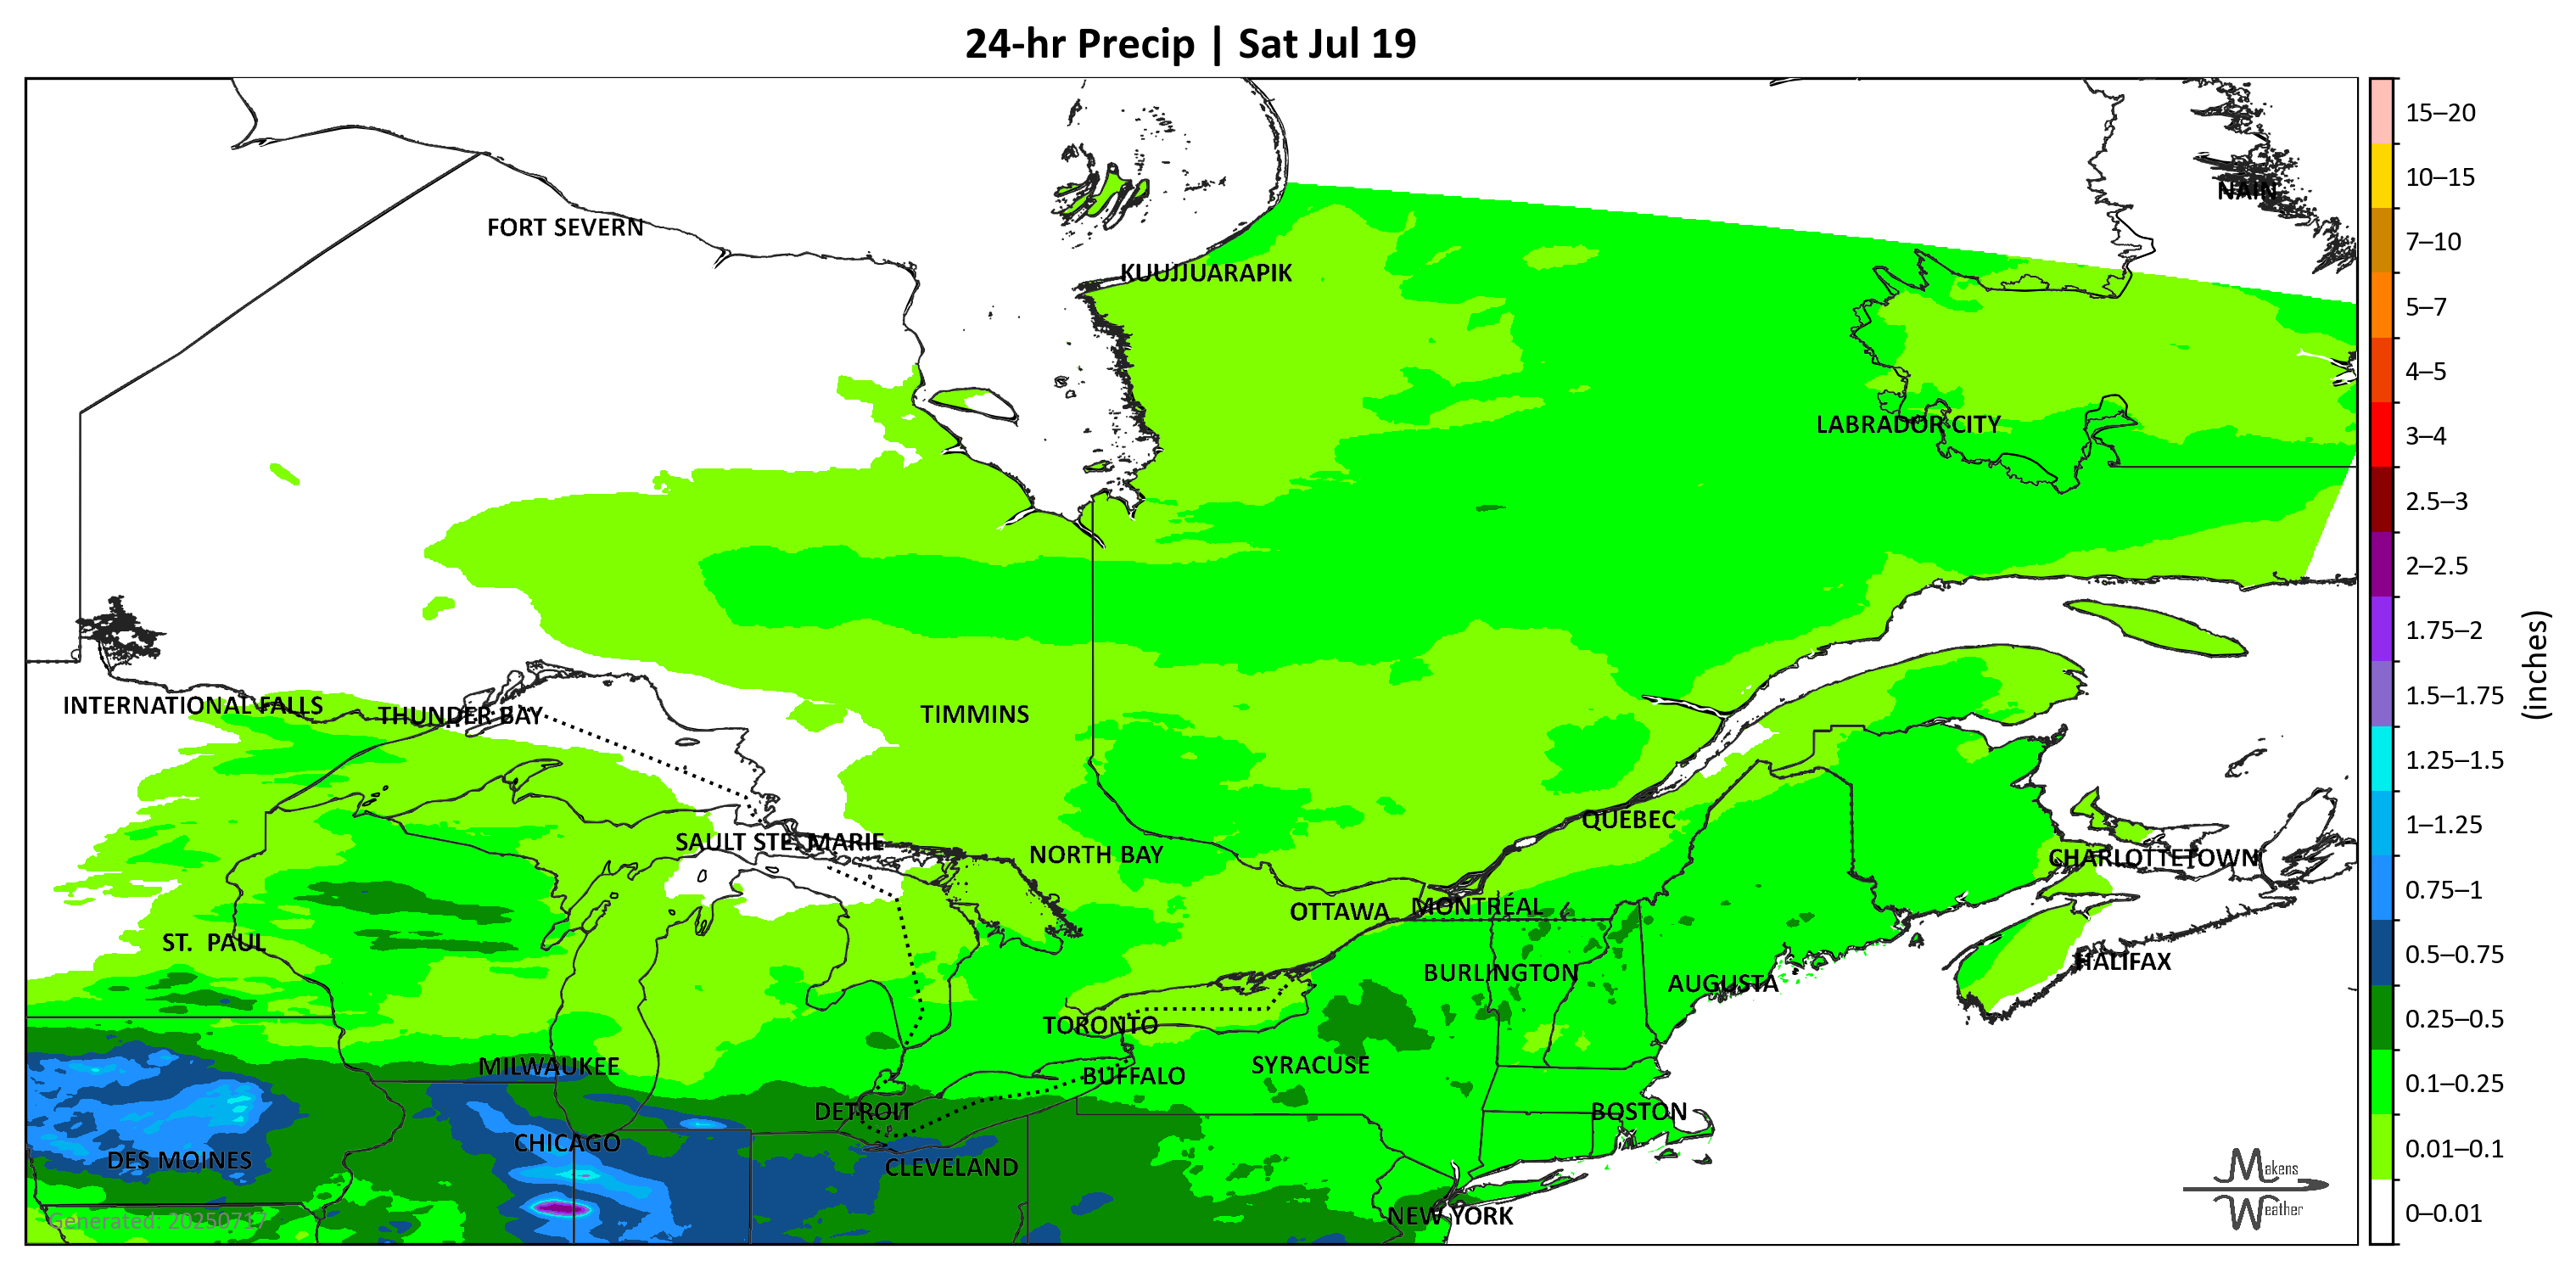 24-hr Precip | Sat Jul 19
15–20
10–15
NAIN
FORT SEVERN
7–10
KUUJJUARAPIK
5–7
4–5
LABRADOR CITY
3–4
2.5–3
2–2.5
1.75–2
(inches)
1.5–1.75
INTERNATIONAL FALLS
THUNDER BAY
TIMMINS
1.25–1.5
QUEBEC
1–1.25
SAULT STE. MARIE
NORTH BAY
CHARLOTTETOWN
0.75–1
OTTAWA
MONTRÉAL
ST. PAUL
0.5–0.75
HALIFAX
BURLINGTON
AUGUSTA
TORONTO
0.25–0.5
MILWAUKEE
SYRACUSE
BUFFALO
0.1–0.25
DETROIT
BOSTON
CHICAGO
0.01–0.1
DES MOINES
CLEVELAND
Makens
Weather
NEW YORK
0–0.01
Generated: 20250717